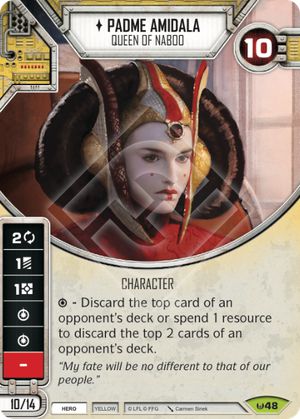 PADME AMIDALA
QUEEN OF NABOO
10
2
1
1
-
10/14
CHARACTER
- Discard the top card of an
opponent's deck or spend 1 resource
to discard the top 2 cards of an
opponent's deck.
"My fate will be no different to that of our
people."
HERO
YELLOW
© LFL © FFG
Carmen Sinek
48